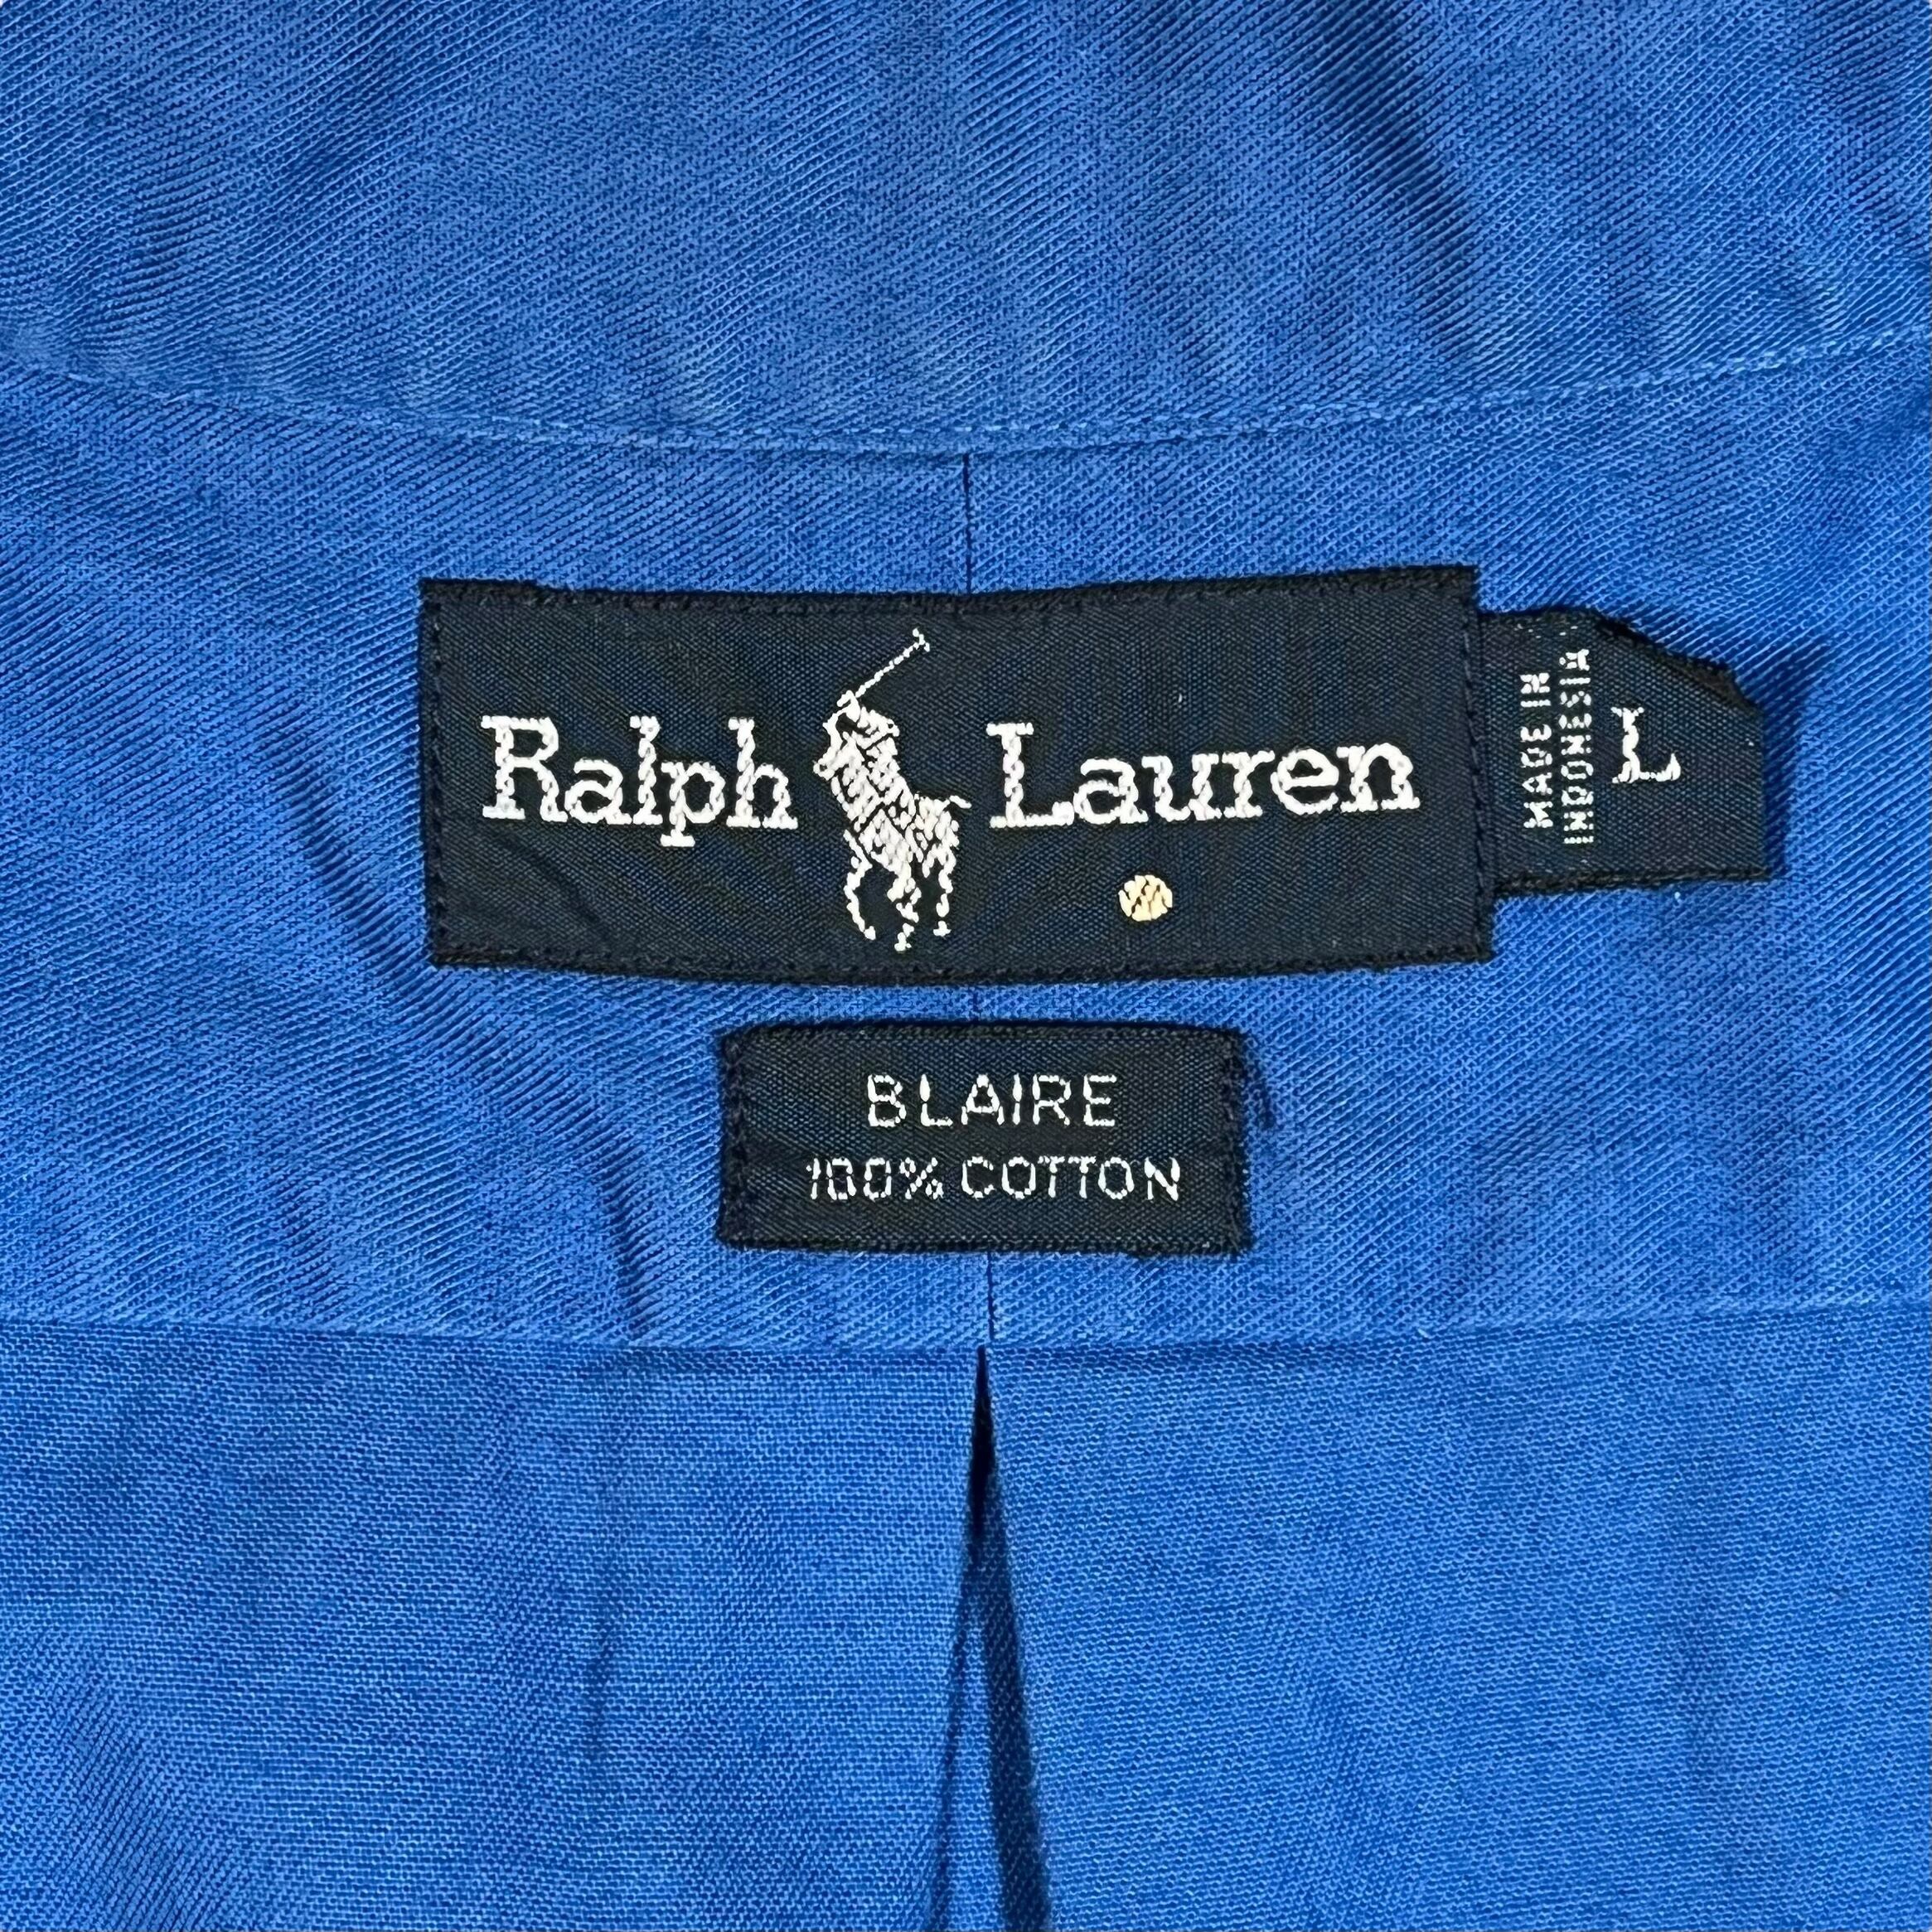 Ralph Lauren
MADE IN
INDONESIA
L
BLAIRE
100% COTTON